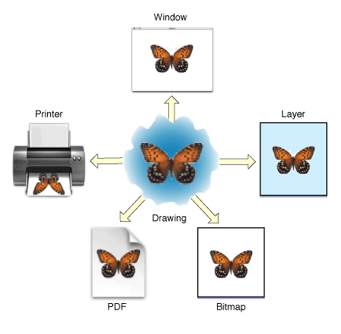 Window
Printer
Layer
Drawing
PDF
Bitmap